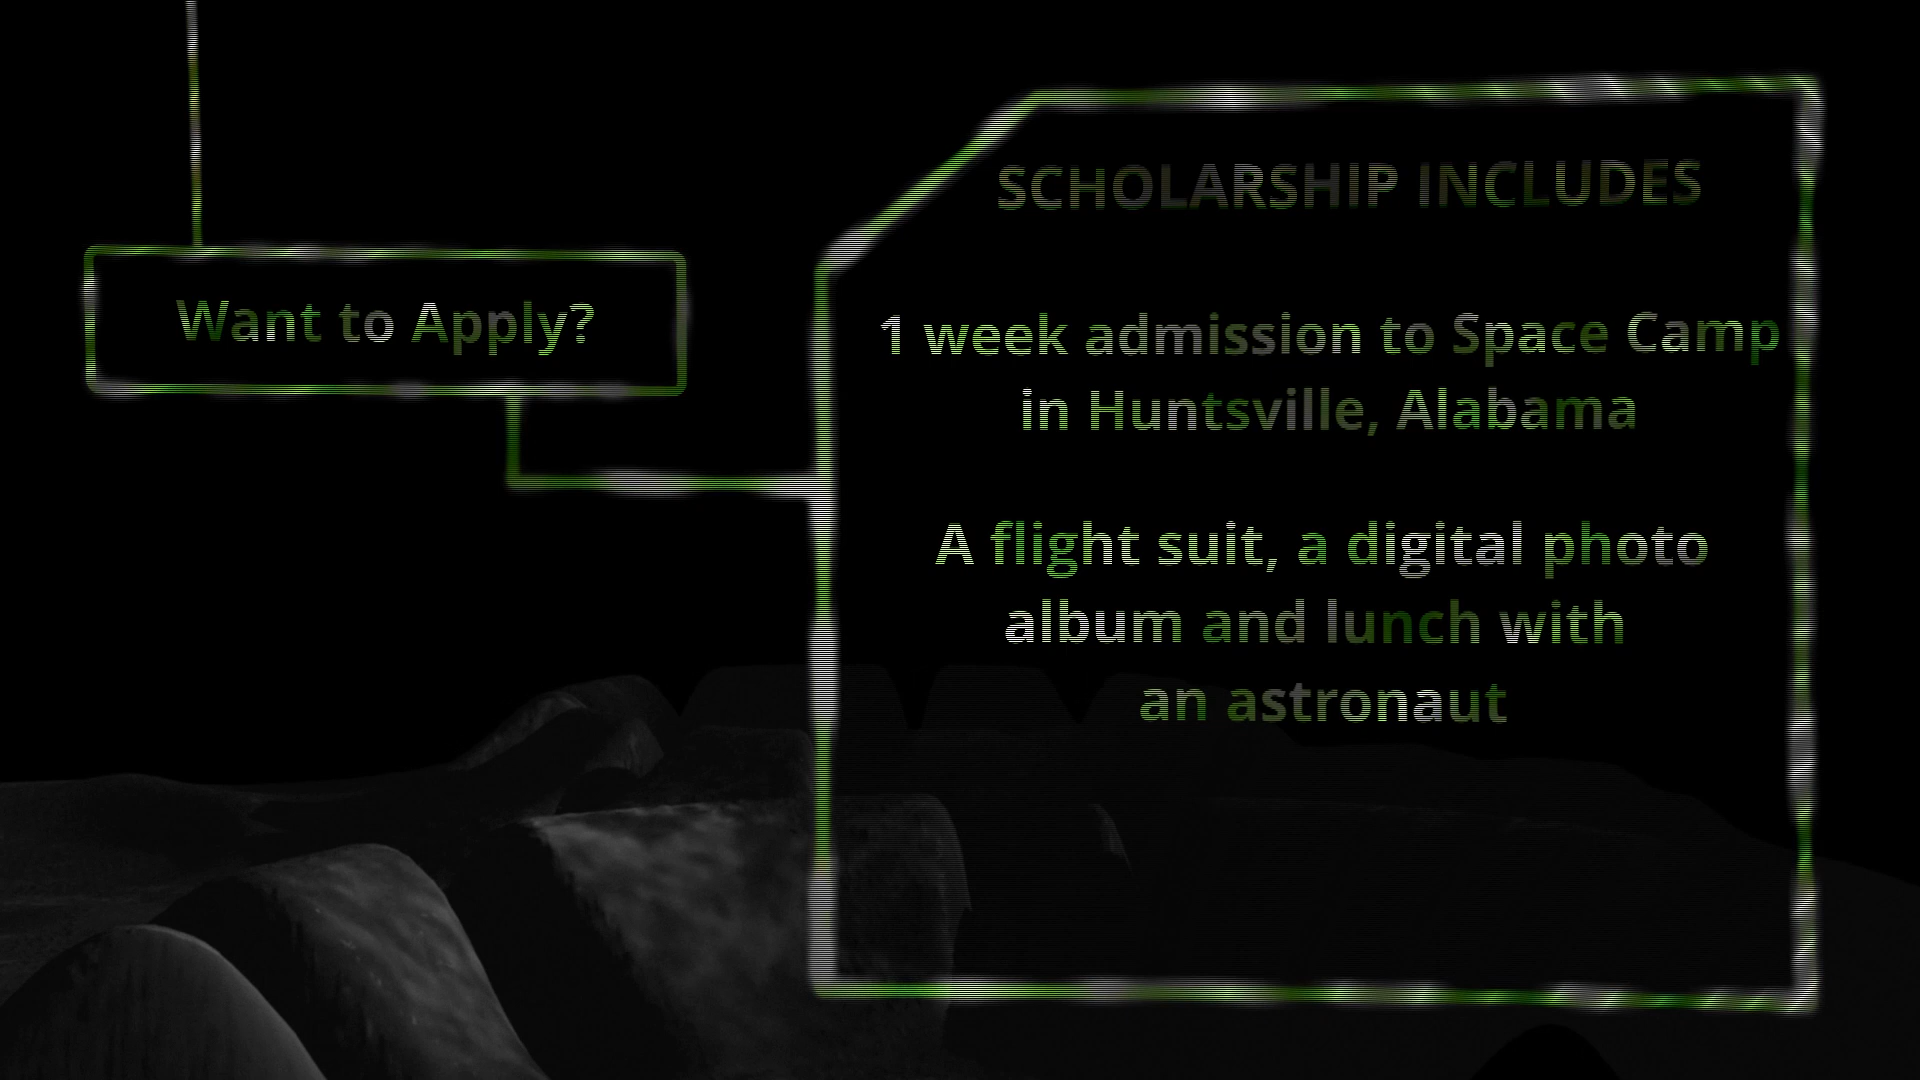 Want to Apply?
SCHOLARSHIP INCLUDES
1 week admission to Space Camp
in Huntsville, Alabama
A flight suit, a digital photo
album and lunch with
an astronaut